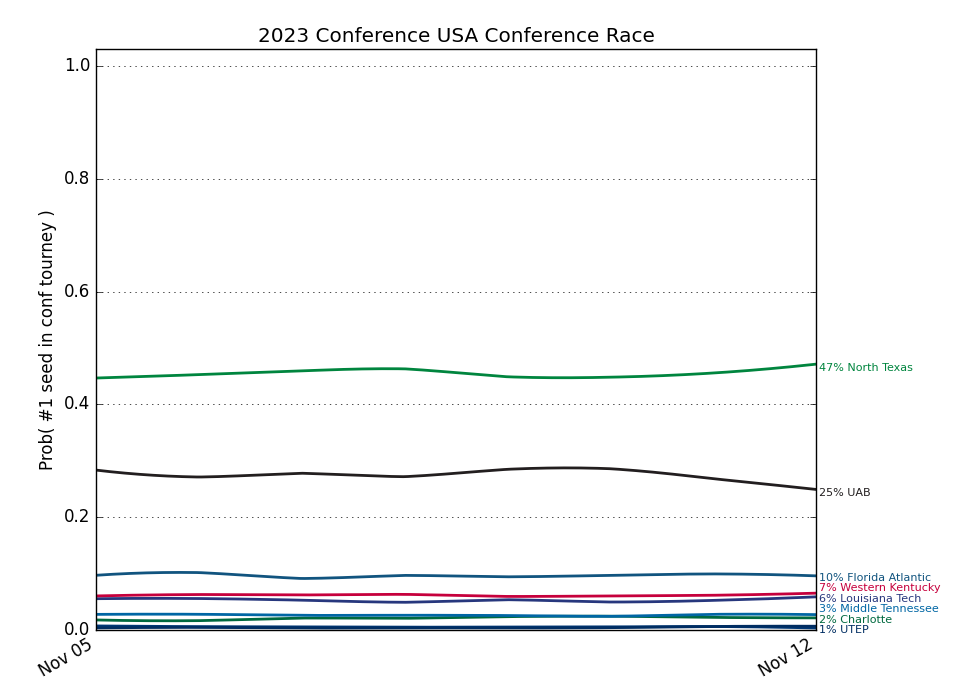 2023 Conference USA Conference Race
Prob( #1 seed in conf tourney )
1.0
0.8
0.6
0.4
0.2
0.0
Nov 05
Nov 12
47% North Texas
25% UAB
10% Florida Atlantic
7% Western Kentucky
6% Louisiana Tech
3% Middle Tennessee
2% Charlotte
1% UTEP